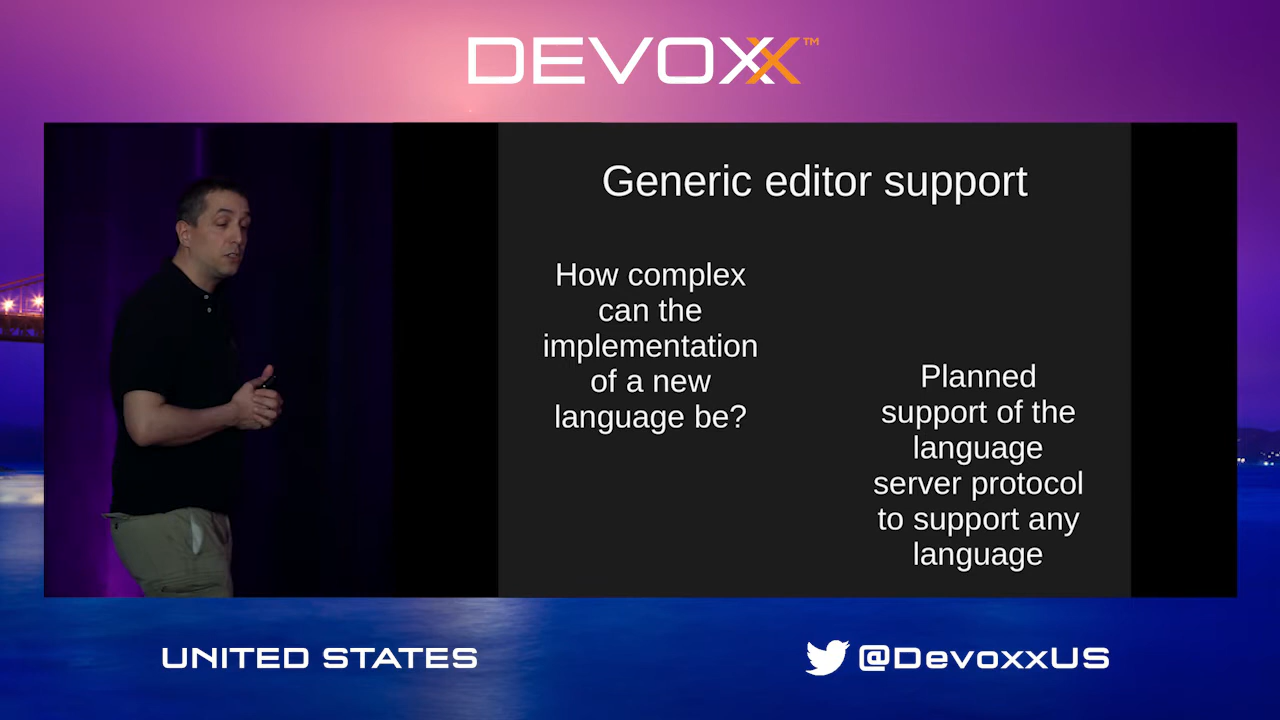 DEVOXX™
Generic editor support
How complex
can the
implementation
of a new
language be?
Planned
support of the
language
server protocol
to support any
language
UNITED STATES
@DevoxxUS